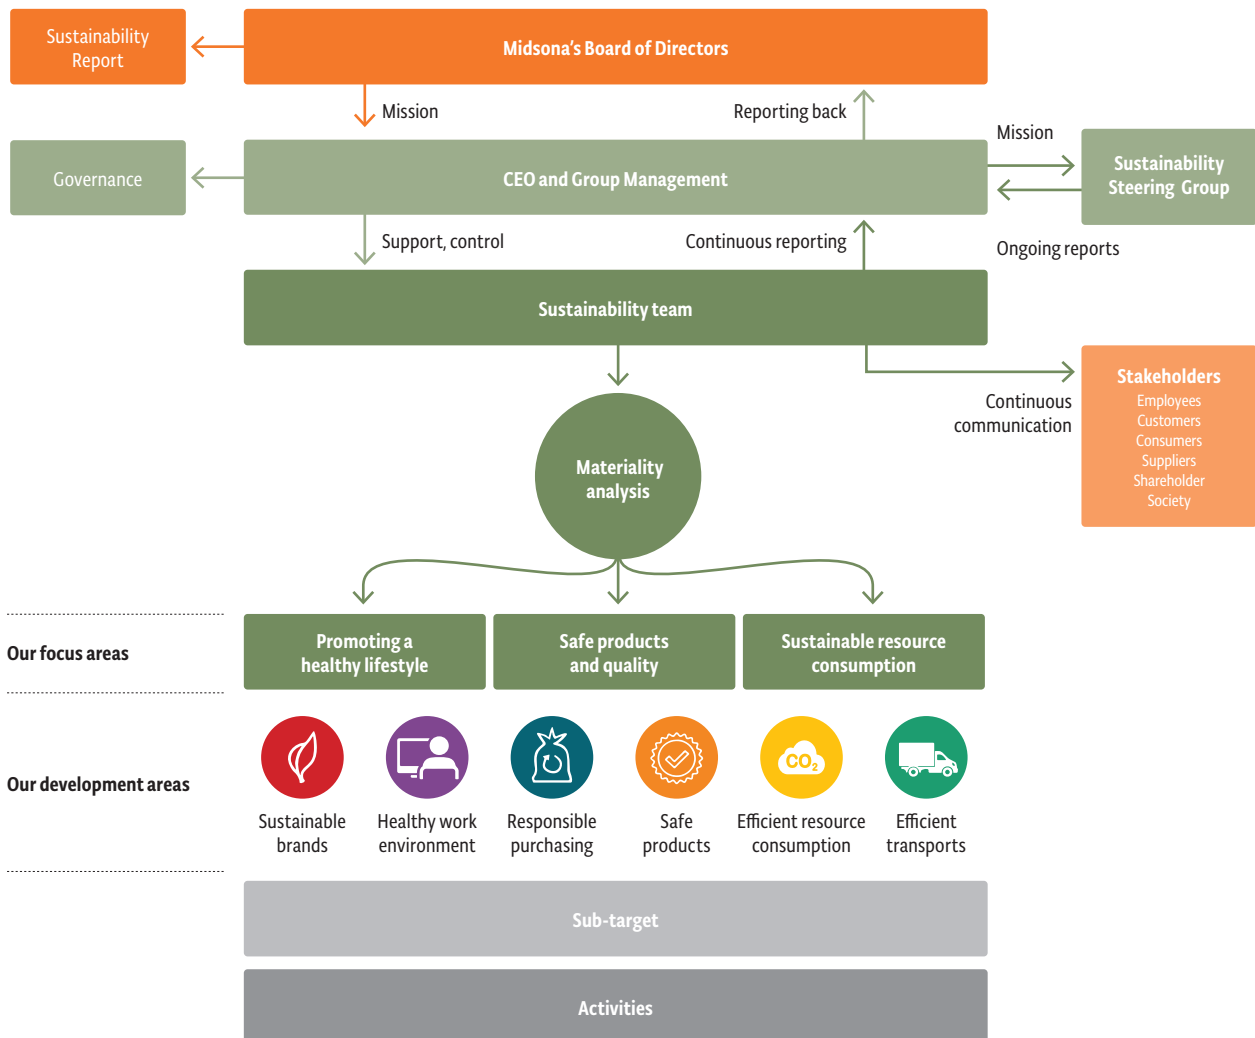 Sustainability
Report
Midsona's Board of Directors
Mission
Reporting back
Governance
CEO and Group Management
Mission
Sustainability
Steering Group
Ongoing reports
Support, control
Continuous reporting
Sustainability team
Continuous
communication
Stakeholders
Employees
Customers
Consumers
Suppliers
Shareholder
Society
Materiality
analysis
Our focus areas
Promoting a
healthy lifestyle
Safe products
and quality
Sustainable resource
consumption
Our development areas
CO₂
Sustainable
brands
Healthy work
environment
Responsible
purchasing
Safe
products
Efficient resource
consumption
Efficient
transports
Sub-target
Activities